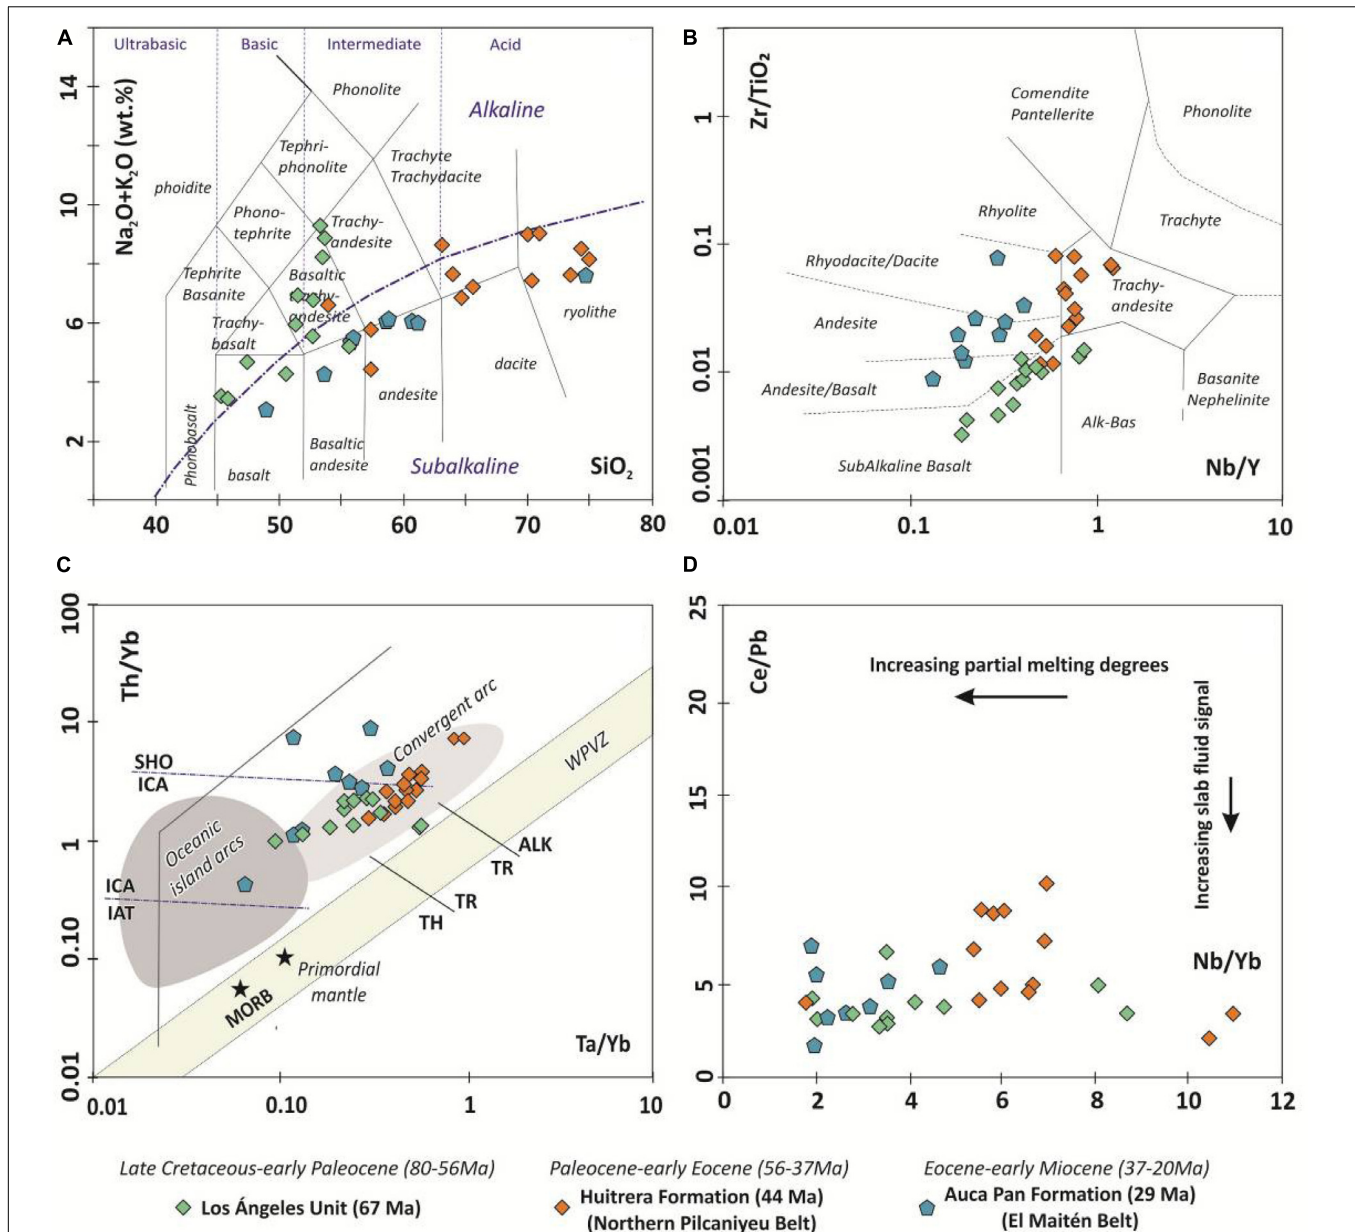 A
Ultrabasic
Basic
Intermediate
Acid
Na2O+K2O (wt.%)
14
10
6
2
Phonolite
Alkaline
Tephri-
phonolite
Trachyte
Trachydacite
phoidite
Phono-
tephrite
Trachy-
andesite
Tephrite
Basanite
Basaltic
trachy-
andesite
Trachy-
basalt
ryolithe
dacite
andesite
Phonobasalt
basalt
Basaltic
andesite
Subalkaline
SiO2
40 50 60 70 80
B
Zr/TiO2
1
0.1
0.01
0.001
Comendite
Pantellerite
Phonolite
Rhyolite
Trachyte
Rhyodacite/Dacite
Trachy-
andesite
Andesite
Andesite/Basalt
Basanite
Nephelinite
Alk-Bas
SubAlkaline Basalt
Nb/Y
0.01 0.1 1 10
C
Th/Yb
100
10
1
0.10
0.01
Convergent arc
WPVZ
SHO
ICA
Oceanic
island arcs
ALK
TR
ICA
IAT
TR
TH
Primordial
mantle
MORB
Ta/Yb
0.01 0.10 1 10
D
Ce/Pb
25
20
15
10
5
0
Increasing partial melting degrees
Increasing slab fluid signal
Nb/Yb
0 2 4 6 8 10 12
Late Cretaceous-early Paleocene (80-56Ma)
Los Ángeles Unit (67 Ma)
Paleocene-early Eocene (56-37Ma)
Huitrera Formation (44 Ma)
(Northern Pilcaniyeu Belt)
Eocene-early Miocene (37-20Ma)
Auca Pan Formation (29 Ma)
(El Maitén Belt)